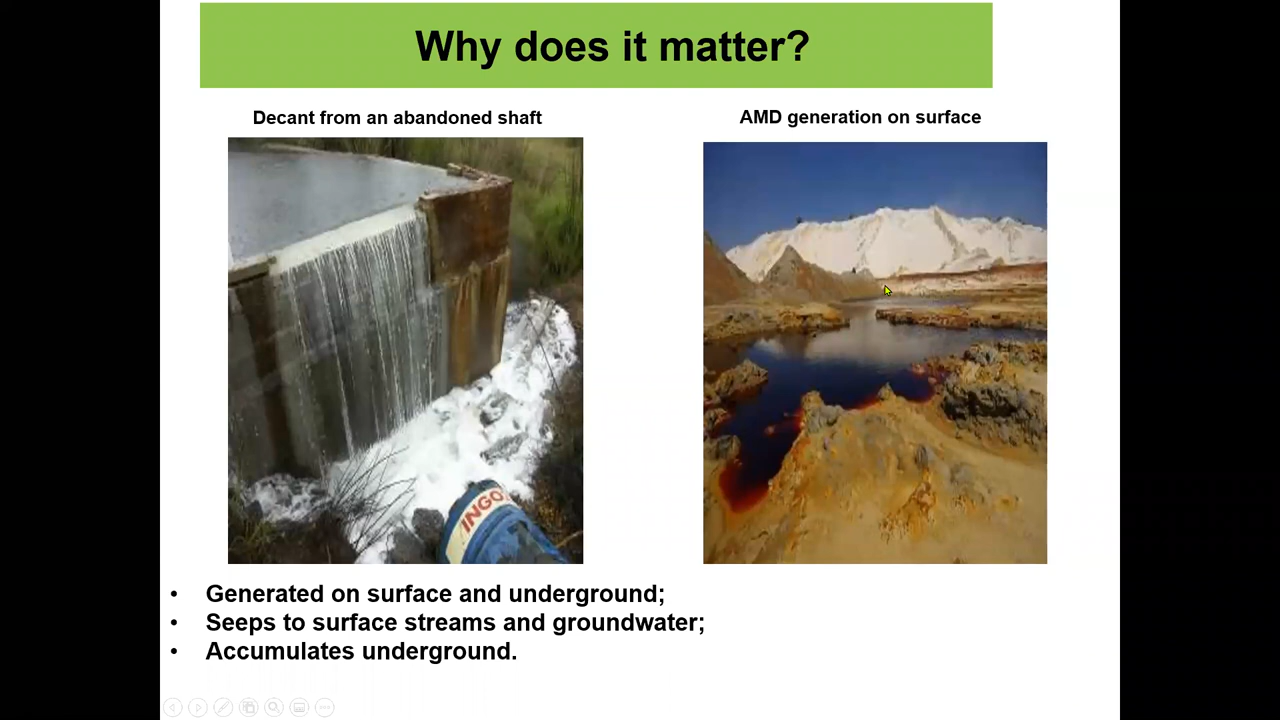 Why does it matter?
Decant from an abandoned shaft
AMD generation on surface
INGO
• Generated on surface and underground;
• Seeps to surface streams and groundwater;
• Accumulates underground.